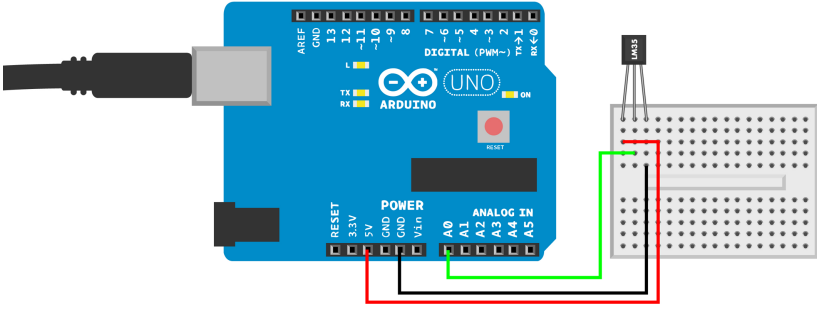 AREF
GND
13
12
~11
~10
~9
8
7
~6
~5
4
~3
2
TX→1
RX←0
DIGITAL (PWM~)
L
TX
RX
ARDUINO
UNO
ON
RESET
LM35
POWER
RESET
3.3V
5V
GND
GND
Vin
ANALOG IN
A0
A1
A2
A3
A4
A5